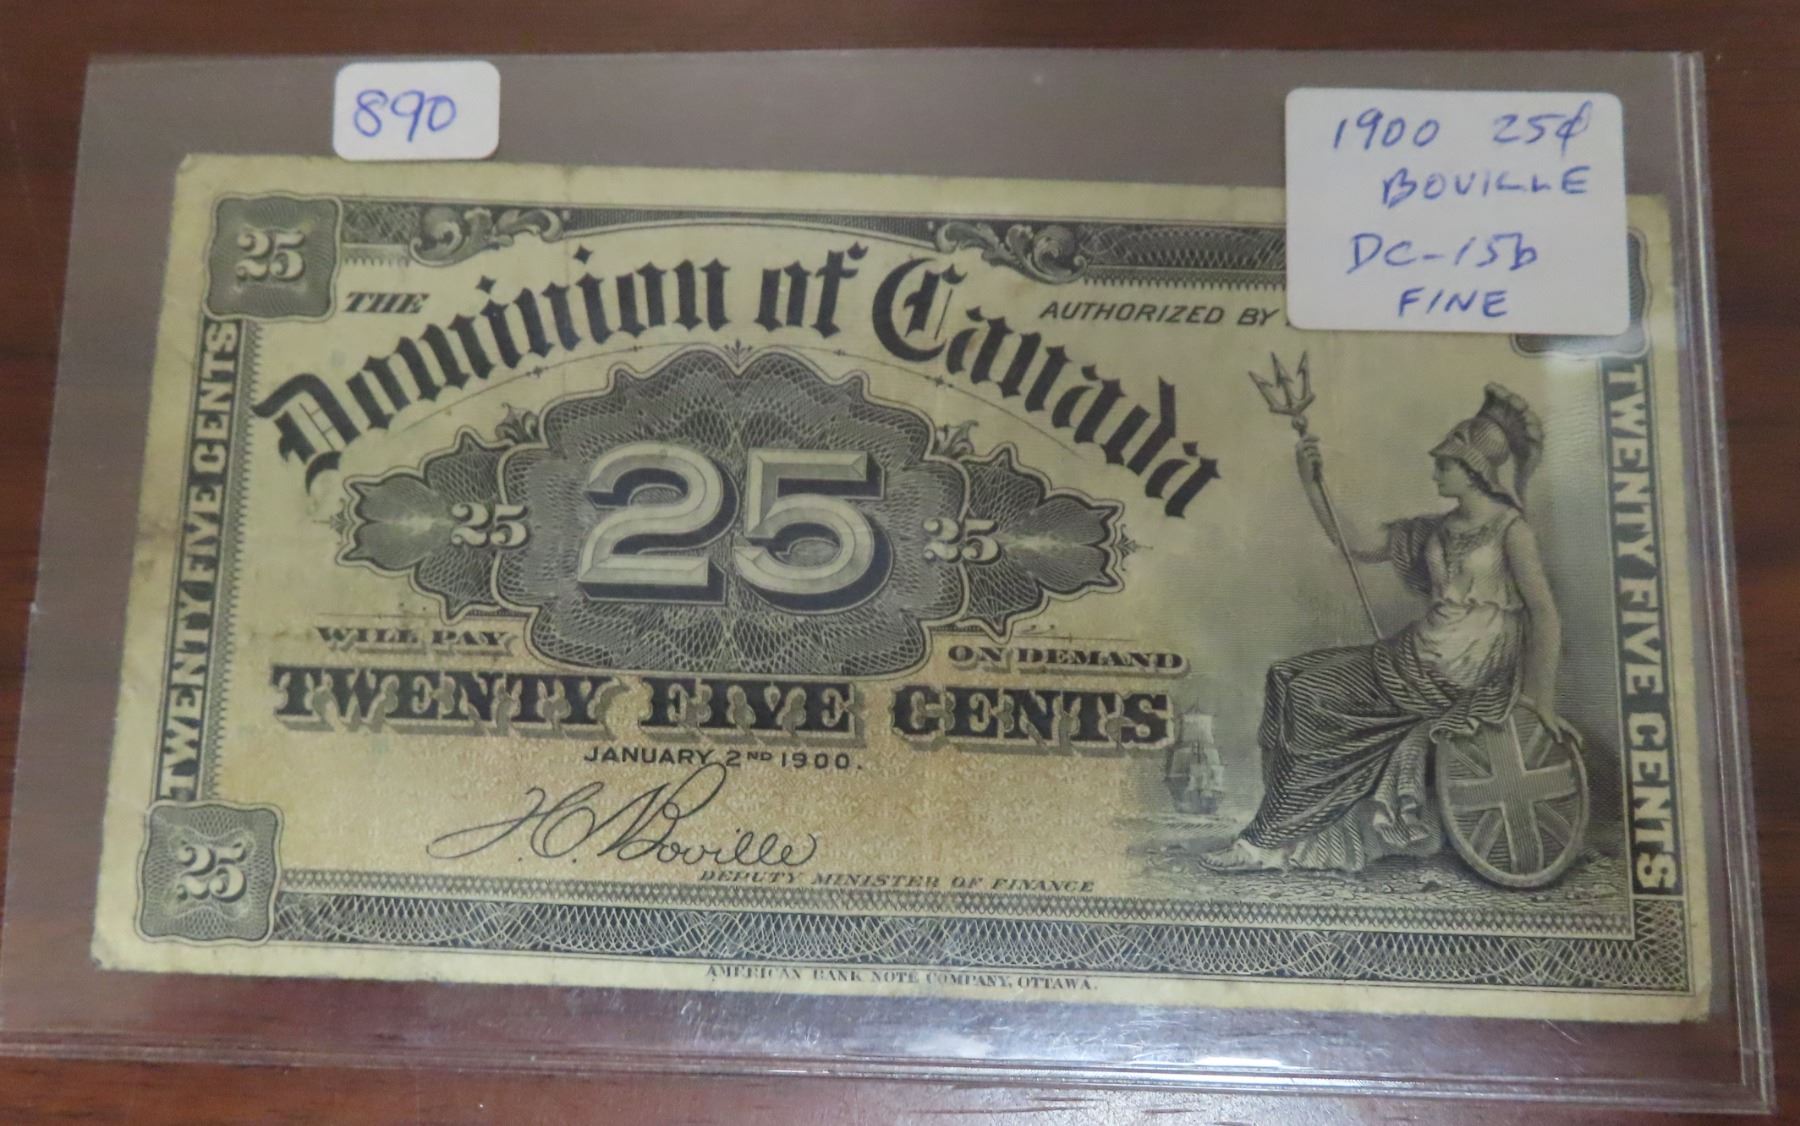 890
1900 25¢
BOVILLE
DC-15b
FINE
25
THE
Dominion of Canada
AUTHORIZED BY
TWENTY FIVE CENTS
25 25 25
TWENTY FIVE CENTS
WILL PAY ON DEMAND
TWENTY FIVE CENTS
JANUARY 2ND 1900.
H.C. Boville
DEPUTY MINISTER OF FINANCE
25
AMERICAN BANK NOTE COMPANY, OTTAWA.